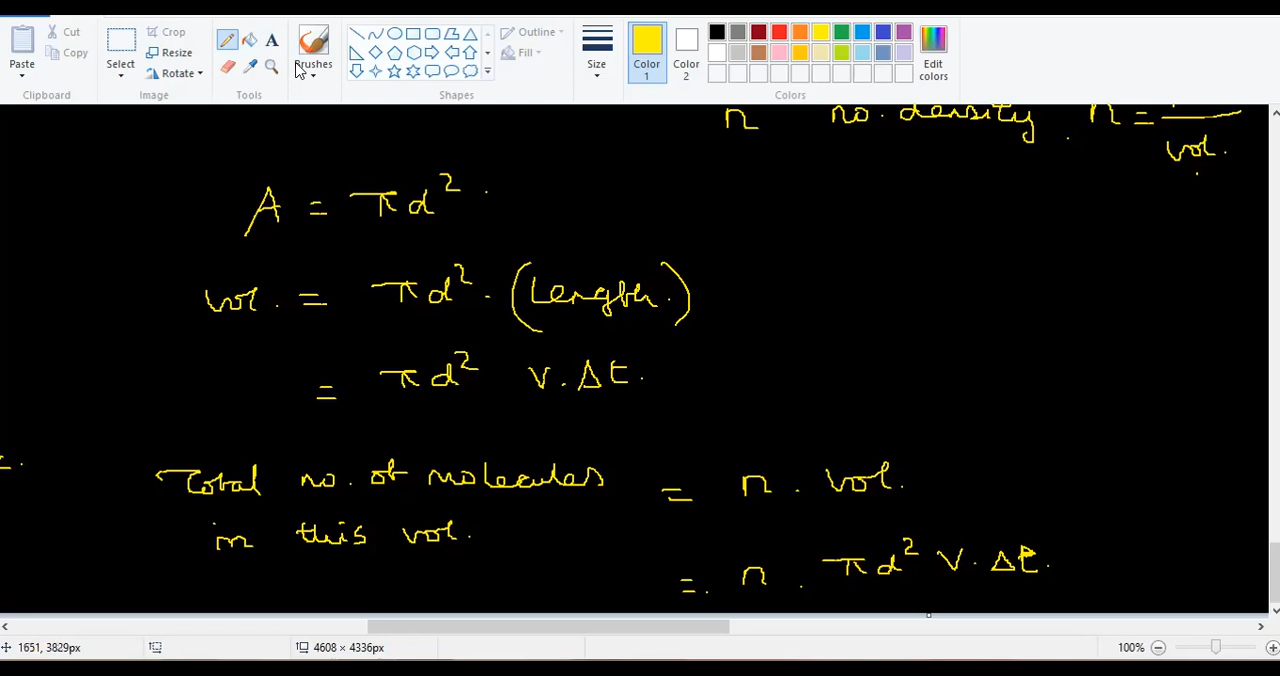 Cut
Copy
Paste
Clipboard
Select
Crop
Resize
Rotate
Image
Tools
Brushes
Shapes
Outline
Fill
Size
Color 1
Color 2
Edit colors
Colors
n no. density n = / vol.
A = πd²
vol. = πd² . (Length.)
= πd² v.Δt.
Total no. of molecules = n . vol.
in this vol.
=. n . πd² v.Δt.
1651, 3829px
4608 × 4336px
100%